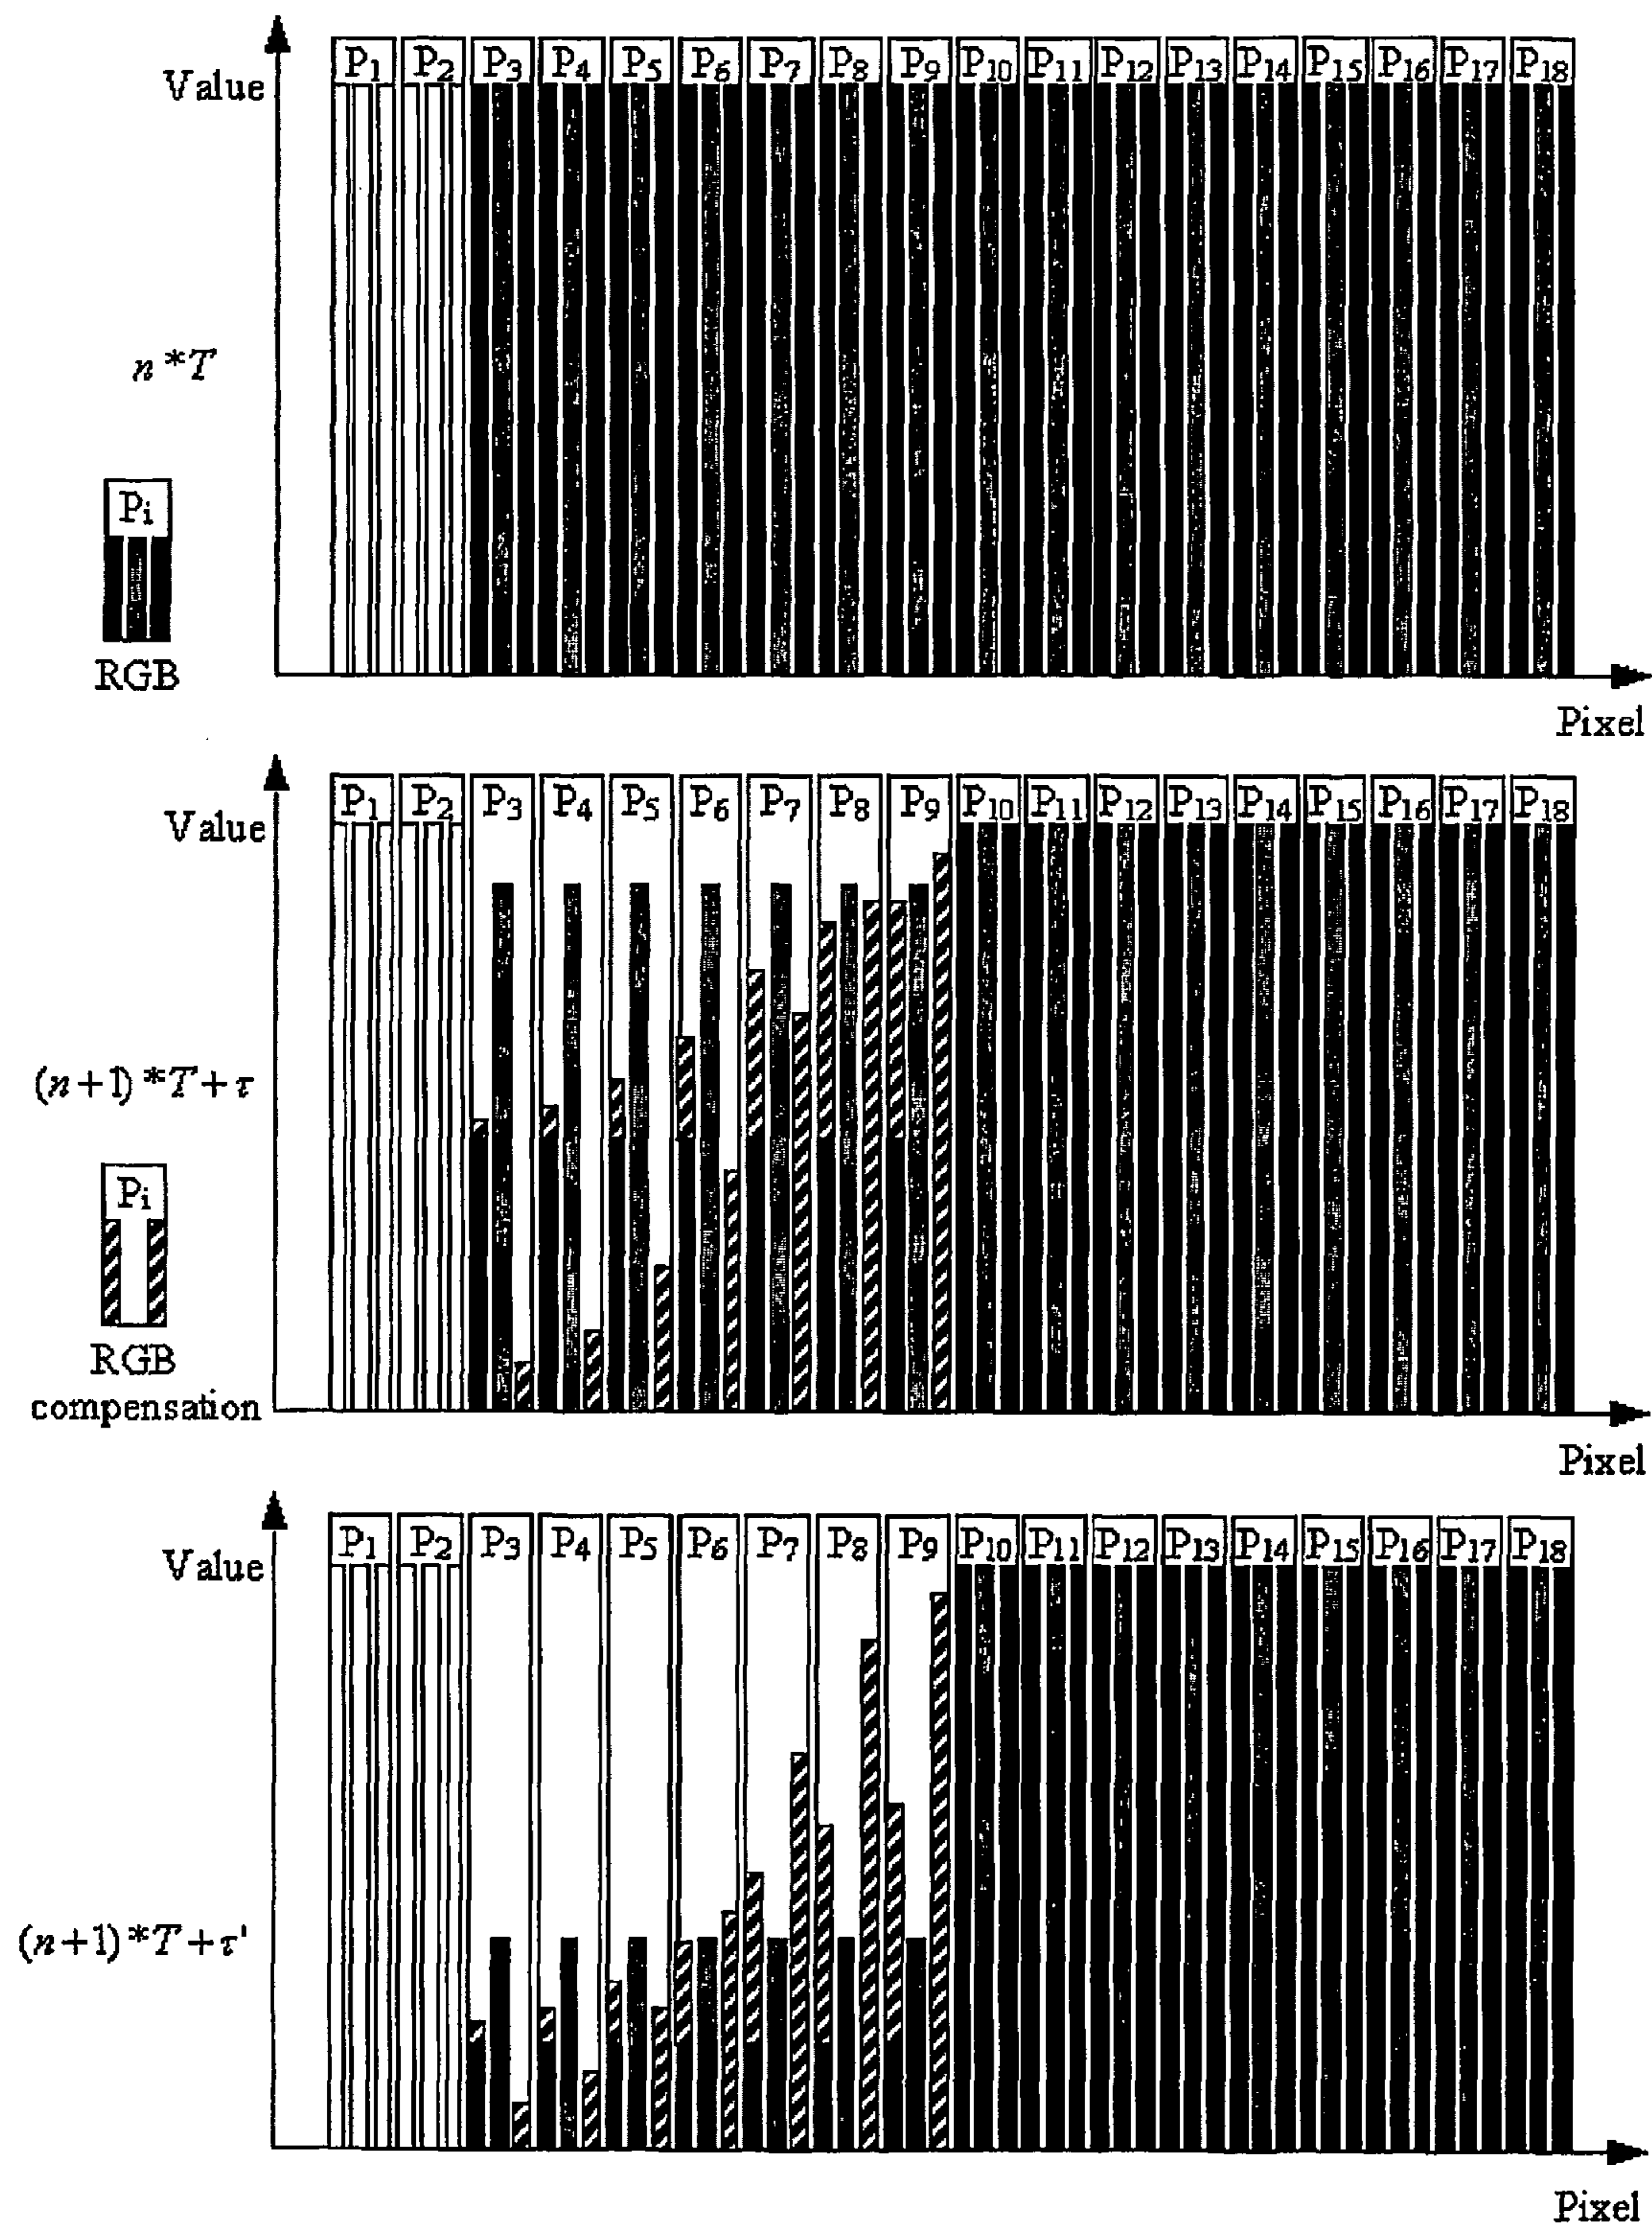 Value
P1 P2 P3 P4 P5 P6 P7 P8 P9 P10 P11 P12 P13 P14 P15 P16 P17 P18
n*T
Pi
RGB
Pixel
Value
P1 P2 P3 P4 P5 P6 P7 P8 P9 P10 P11 P12 P13 P14 P15 P16 P17 P18
(n+1)*T+τ
Pi
RGB
compensation
Pixel
Value
P1 P2 P3 P4 P5 P6 P7 P8 P9 P10 P11 P12 P13 P14 P15 P16 P17 P18
(n+1)*T+τ'
Pixel